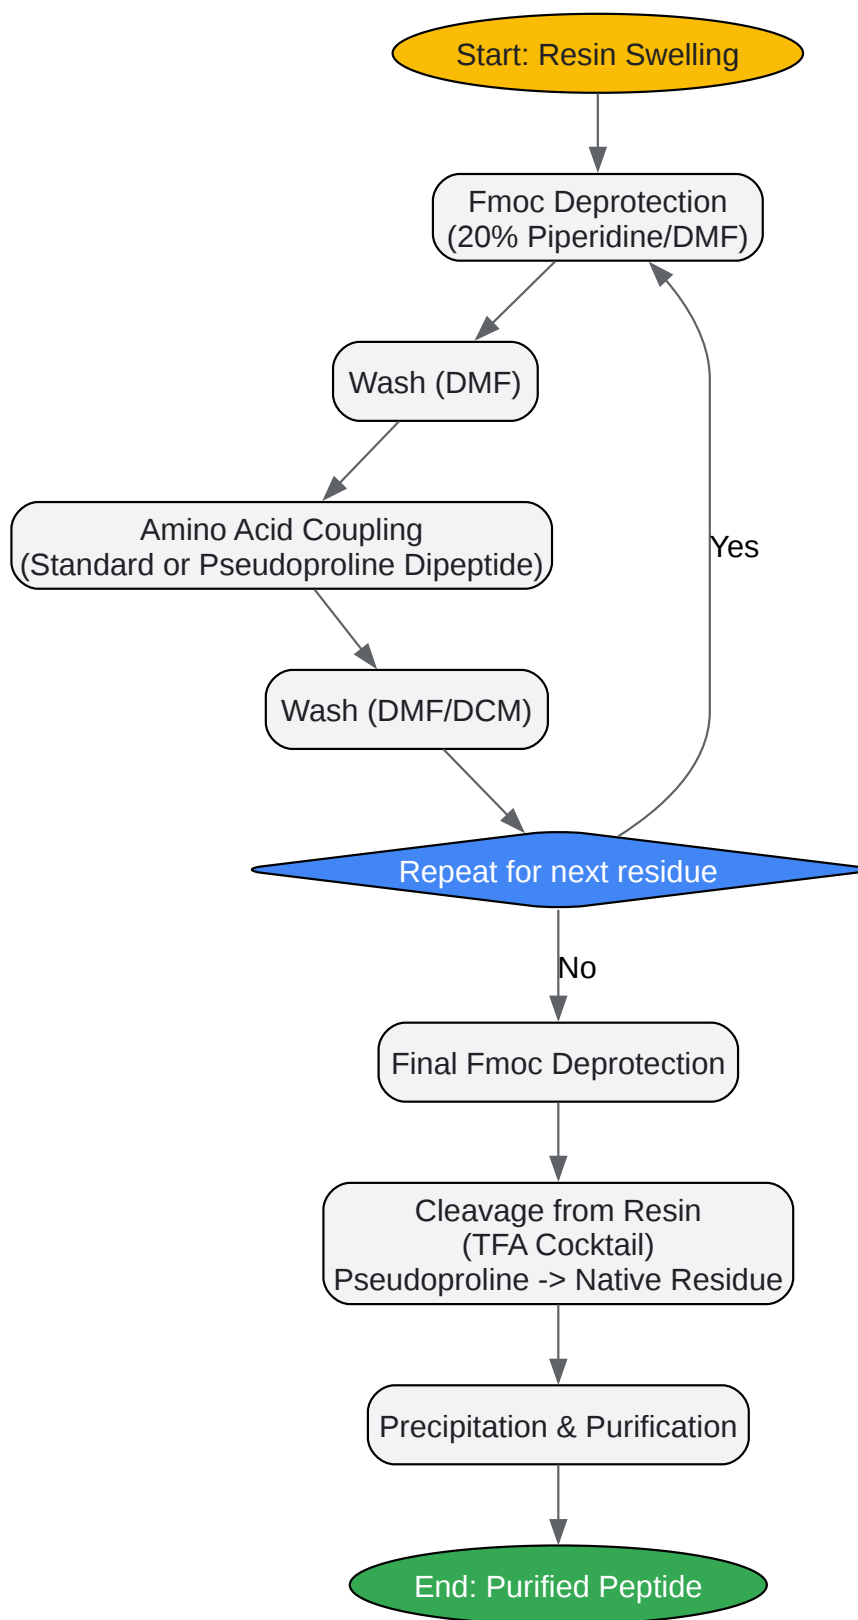 Start: Resin Swelling
Fmoc Deprotection
(20% Piperidine/DMF)
Wash (DMF)
Amino Acid Coupling
(Standard or Pseudoproline Dipeptide)
Yes
Wash (DMF/DCM)
Repeat for next residue
No
Final Fmoc Deprotection
Cleavage from Resin
(TFA Cocktail)
Pseudoproline -> Native Residue
Precipitation & Purification
End: Purified Peptide